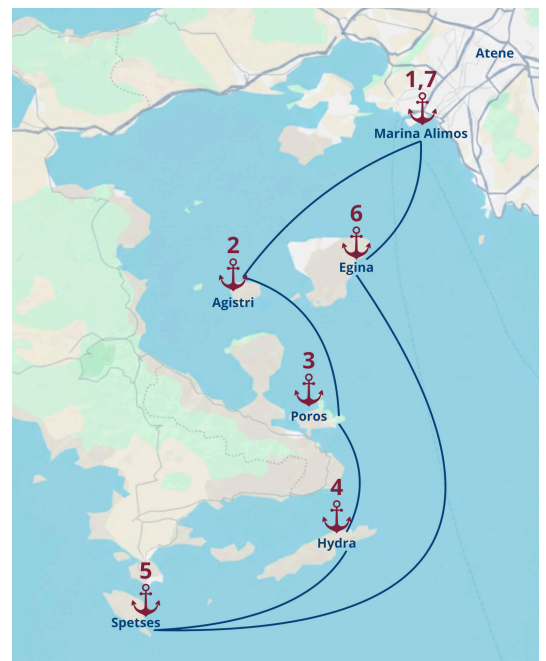 Atene
1,7
Marina Alimos
6
Egina
2
Agistri
3
Poros
4
Hydra
5
Spetses